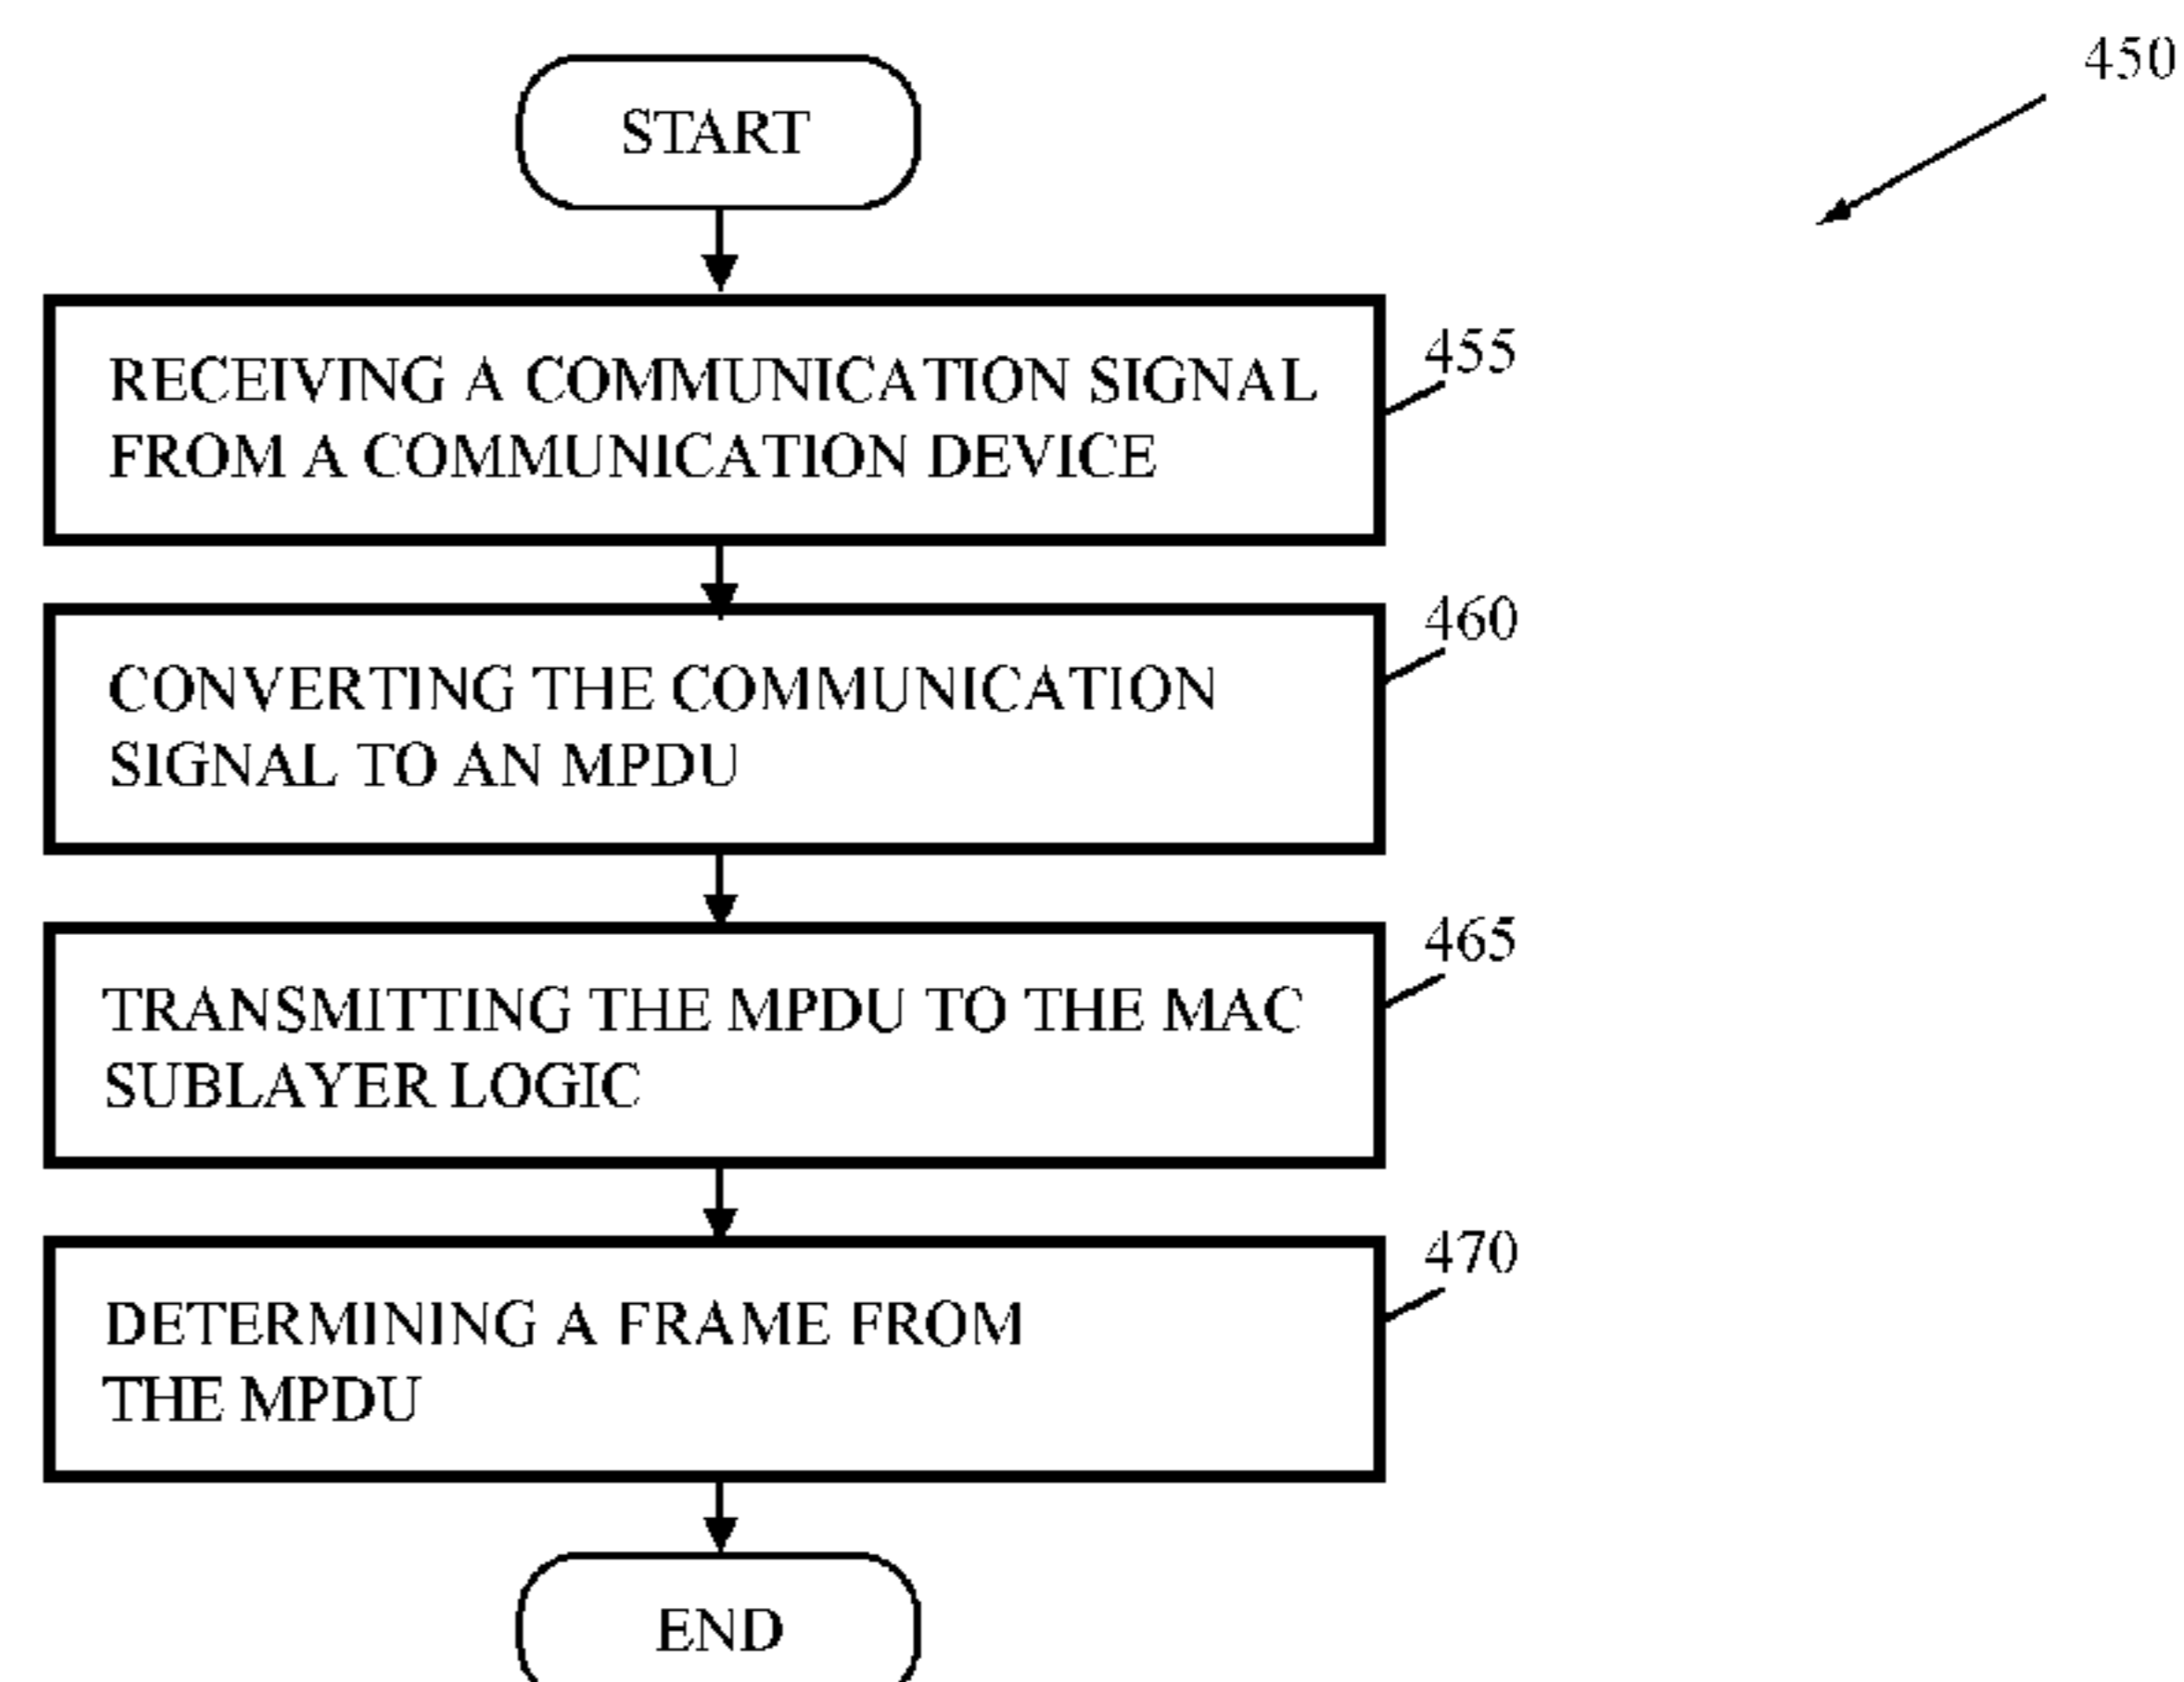 450
START
455
RECEIVING A COMMUNICATION SIGNAL
FROM A COMMUNICATION DEVICE
460
CONVERTING THE COMMUNICATION
SIGNAL TO AN MPDU
465
TRANSMITTING THE MPDU TO THE MAC
SUBLAYER LOGIC
470
DETERMINING A FRAME FROM
THE MPDU
END